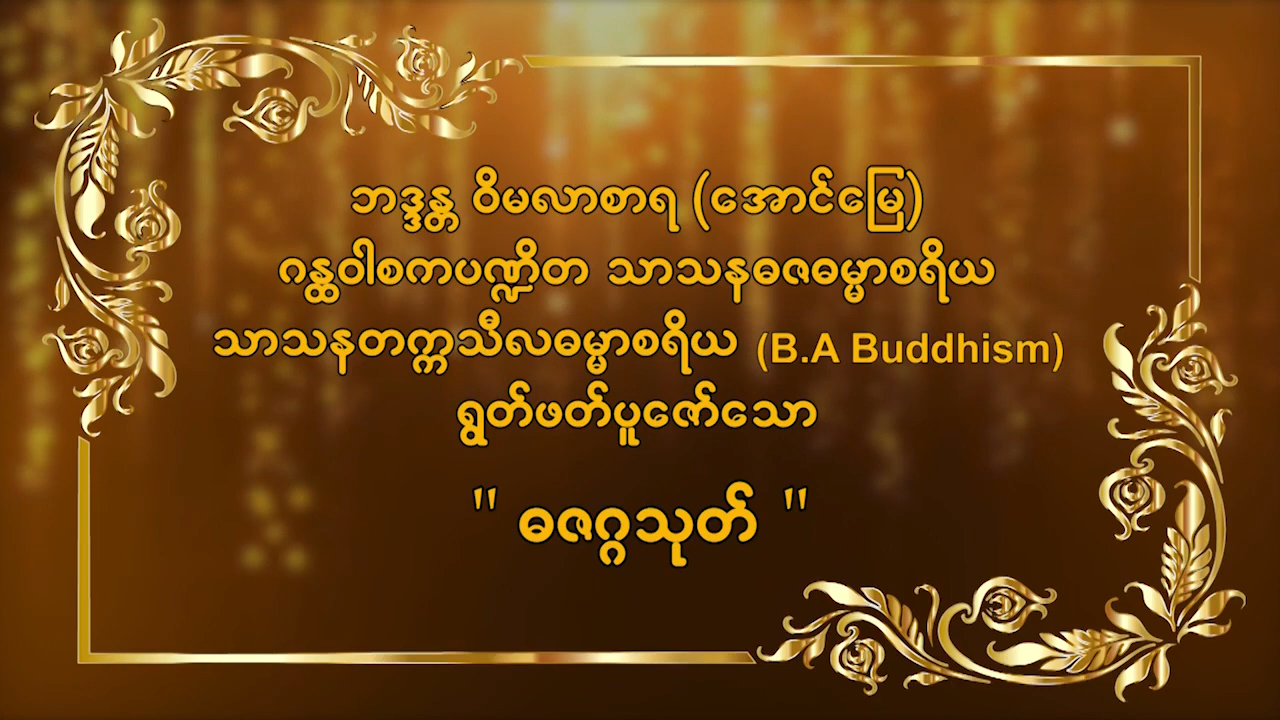 ဘဒ္ဒန္တ ဝိမလာစာရ (အောင်မြေ)
ဂန္ထဝါစကပဏ္ဍိတ သာသနဓဇဓမ္မာစရိယ
သာသနတက္ကသီလဓမ္မာစရိယ (B.A Buddhism)
ရွတ်ဖတ်ပူဇော်သော
" ဓဇဂ္ဂသုတ် "